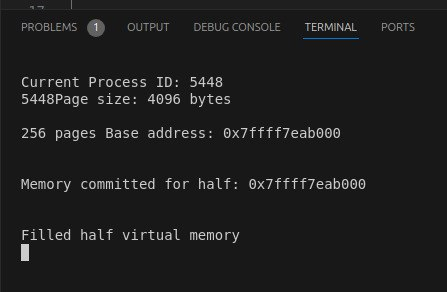 PROBLEMS 1 OUTPUT DEBUG CONSOLE TERMINAL PORTS
Current Process ID: 5448
5448Page size: 4096 bytes
256 pages Base address: 0x7ffff7eab000
Memory committed for half: 0x7ffff7eab000
Filled half virtual memory